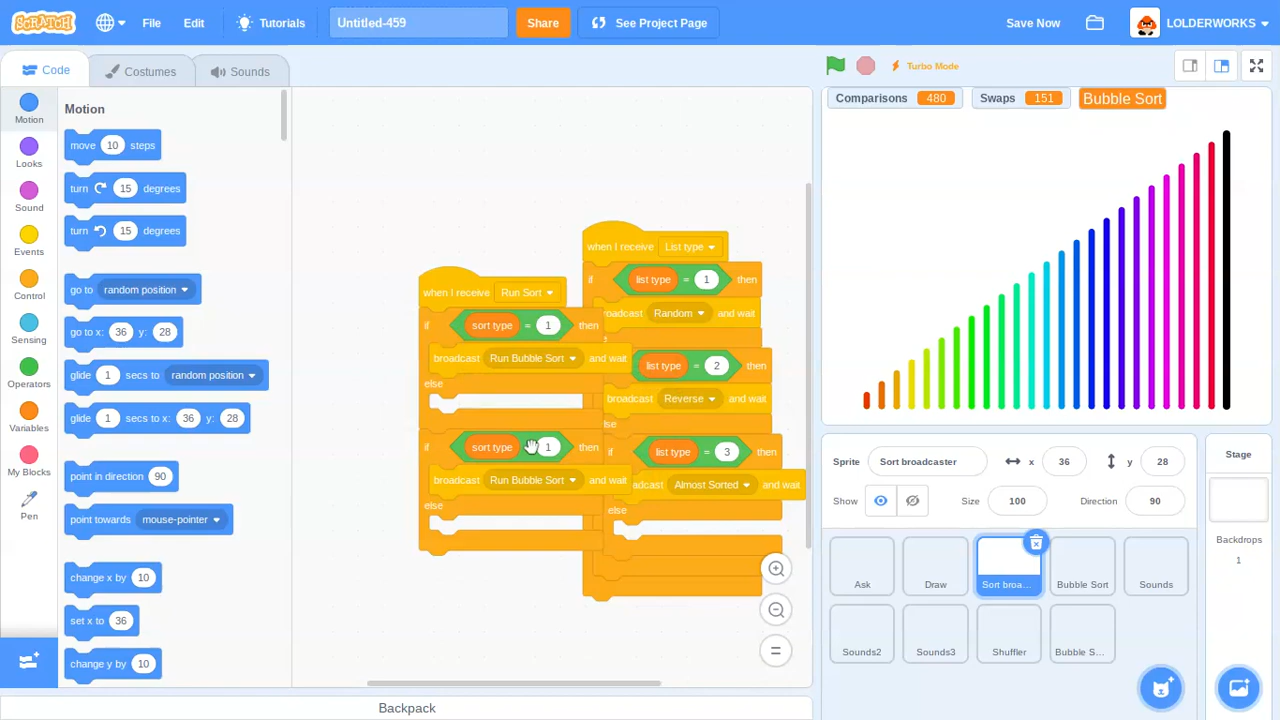 SCRATCH
File
Edit
Tutorials
Untitled-459
Share
See Project Page
Save Now
LOLDERWORKS
Code
Costumes
Sounds
Turbo Mode
Motion
Looks
Sound
Events
Control
Sensing
Operators
Variables
My Blocks
Pen
Motion
move 10 steps
turn 15 degrees
turn 15 degrees
go to random position
go to x: 36 y: 28
glide 1 secs to random position
glide 1 secs to x: 36 y: 28
point in direction 90
point towards mouse-pointer
change x by 10
set x to 36
change y by 10
when I receive Run Sort
if sort type = 1 then
broadcast Run Bubble Sort and wait
else
if sort type 1 then
broadcast Run Bubble Sort and wait
else
when I receive List type
if list type = 1 then
roadcast Random and wait
list type = 2 then
broadcast Reverse and wait
lse
if list type = 3 then
adcast Almost Sorted and wait
else
Comparisons 480
Swaps 151
Bubble Sort
Sprite Sort broadcaster x 36 y 28
Show Size 100 Direction 90
Ask
Draw
Sort broa...
Bubble Sort
Sounds
Sounds2
Sounds3
Shuffler
Bubble S...
Stage
Backdrops
1
Backpack